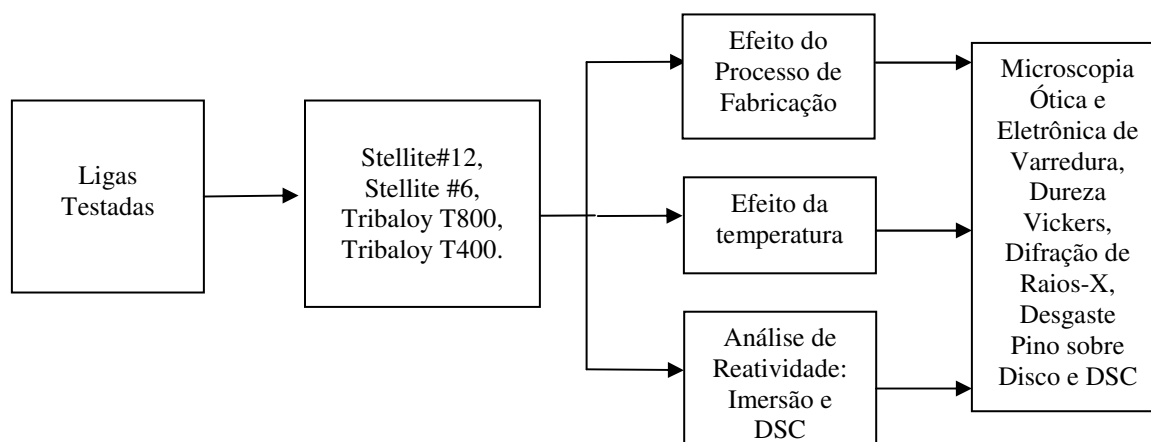 Ligas
Testadas
Stellite#12,
Stellite #6,
Tribaloy T800,
Tribaloy T400.
Efeito do
Processo de
Fabricação
Efeito da
temperatura
Análise de
Reatividade:
Imersão e
DSC
Microscopia
Ótica e
Eletrônica de
Varredura,
Dureza
Vickers,
Difração de
Raios-X,
Desgaste
Pino sobre
Disco e DSC